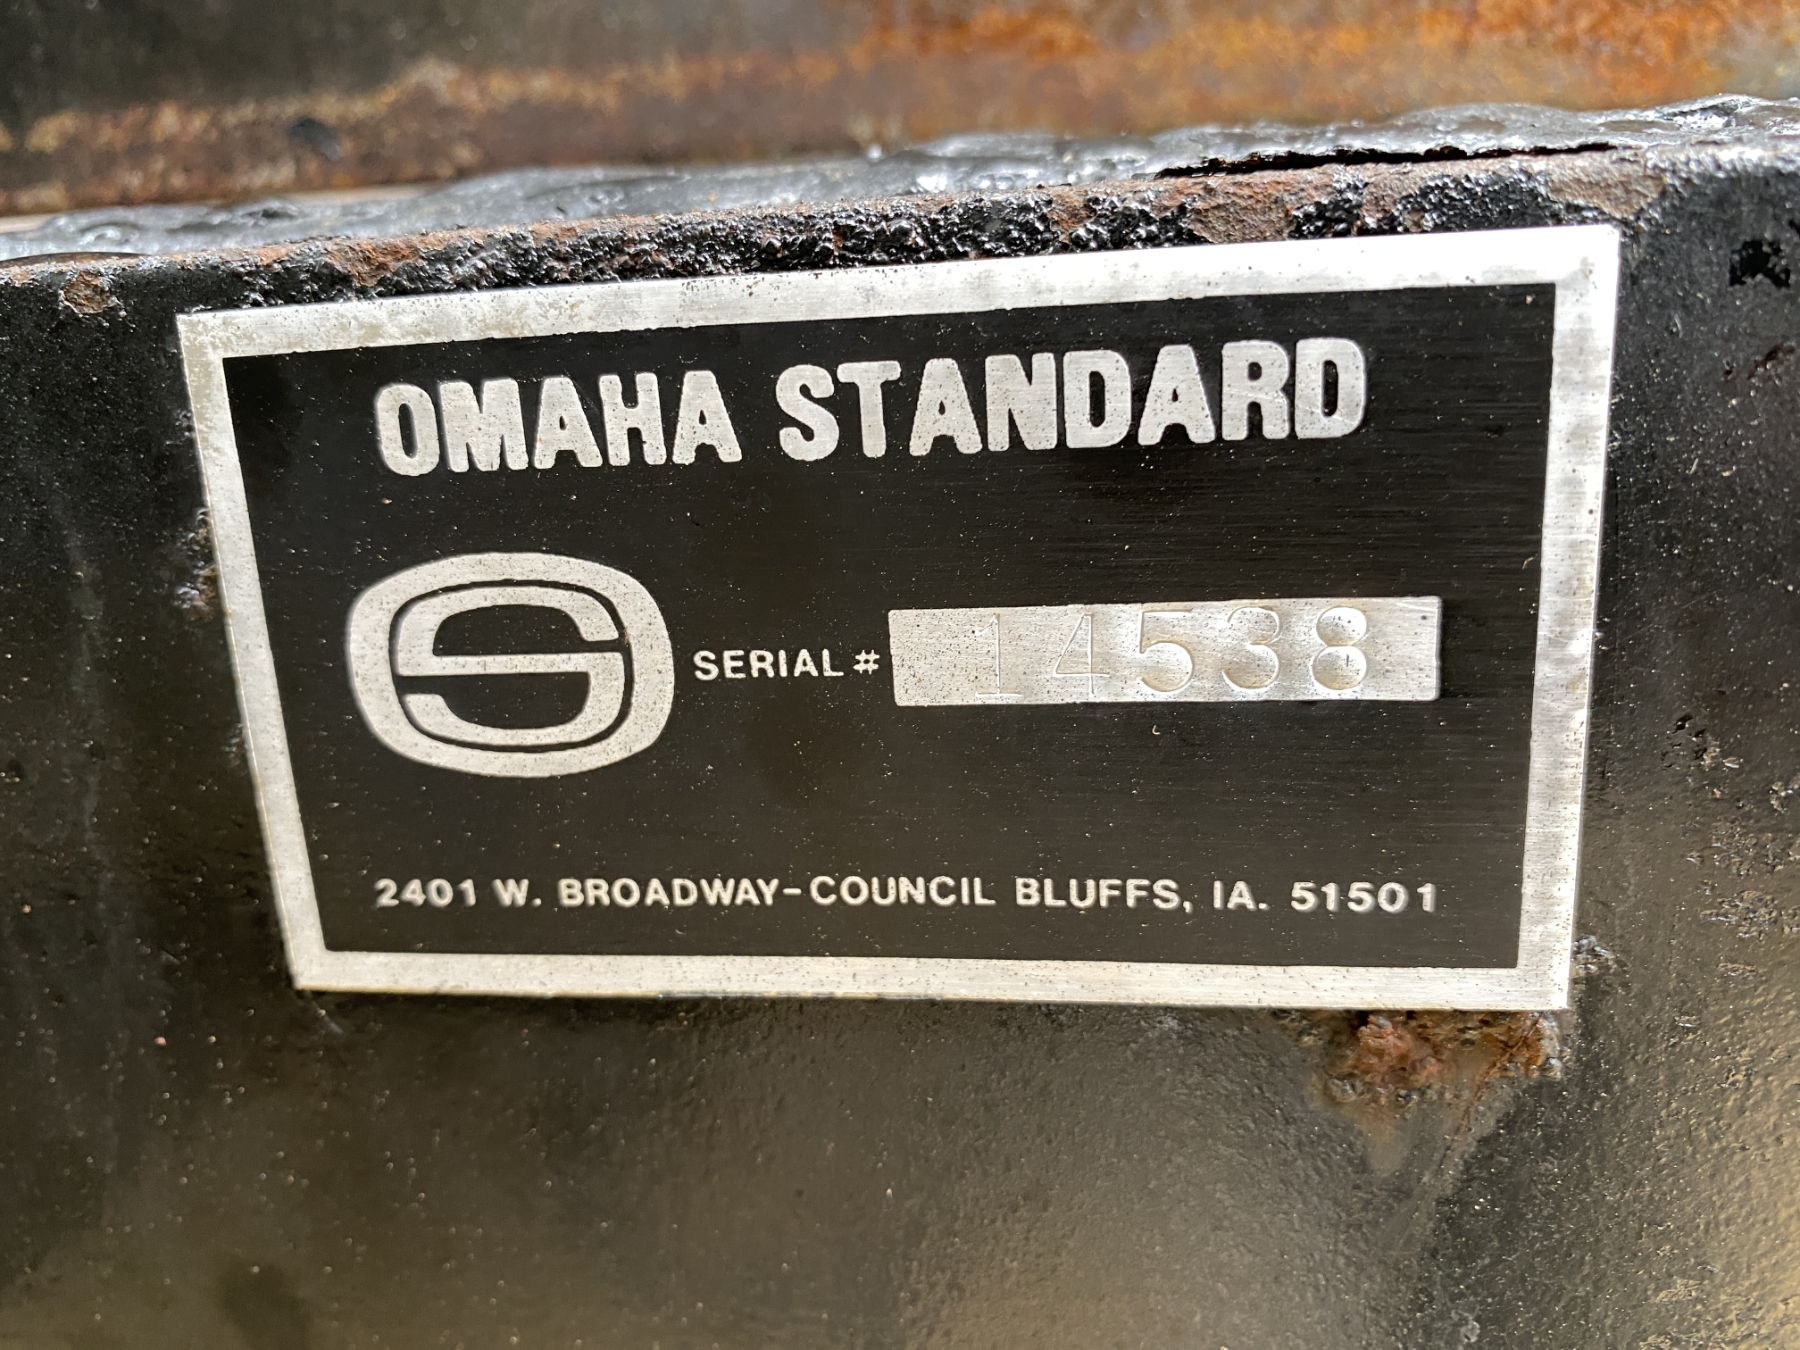 OMAHA STANDARD
SERIAL # 14538
2401 W. BROADWAY-COUNCIL BLUFFS, IA. 51501